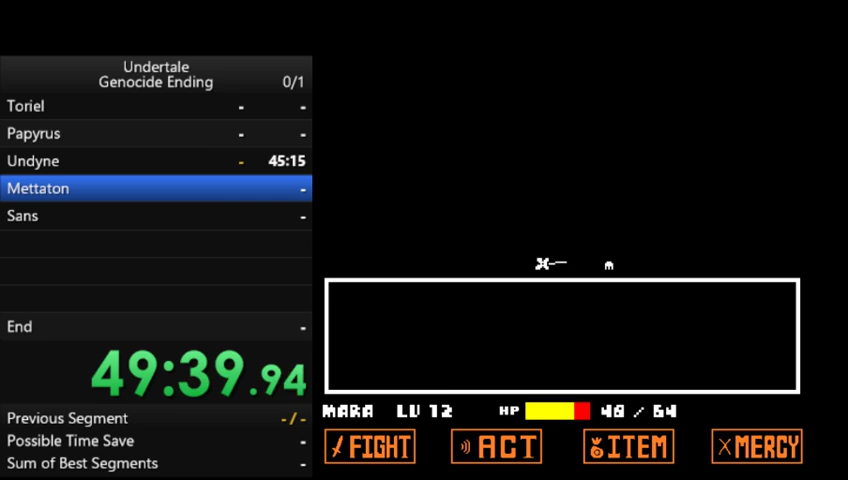 Undertale
Genocide Ending 0/1
Toriel - -
Papyrus - -
Undyne - 45:15
Mettaton -
Sans -
End -
49:39.94
Previous Segment -/-
Possible Time Save -
Sum of Best Segments -
MARA LV 12 HP 48 / 64
FIGHT ACT ITEM MERCY